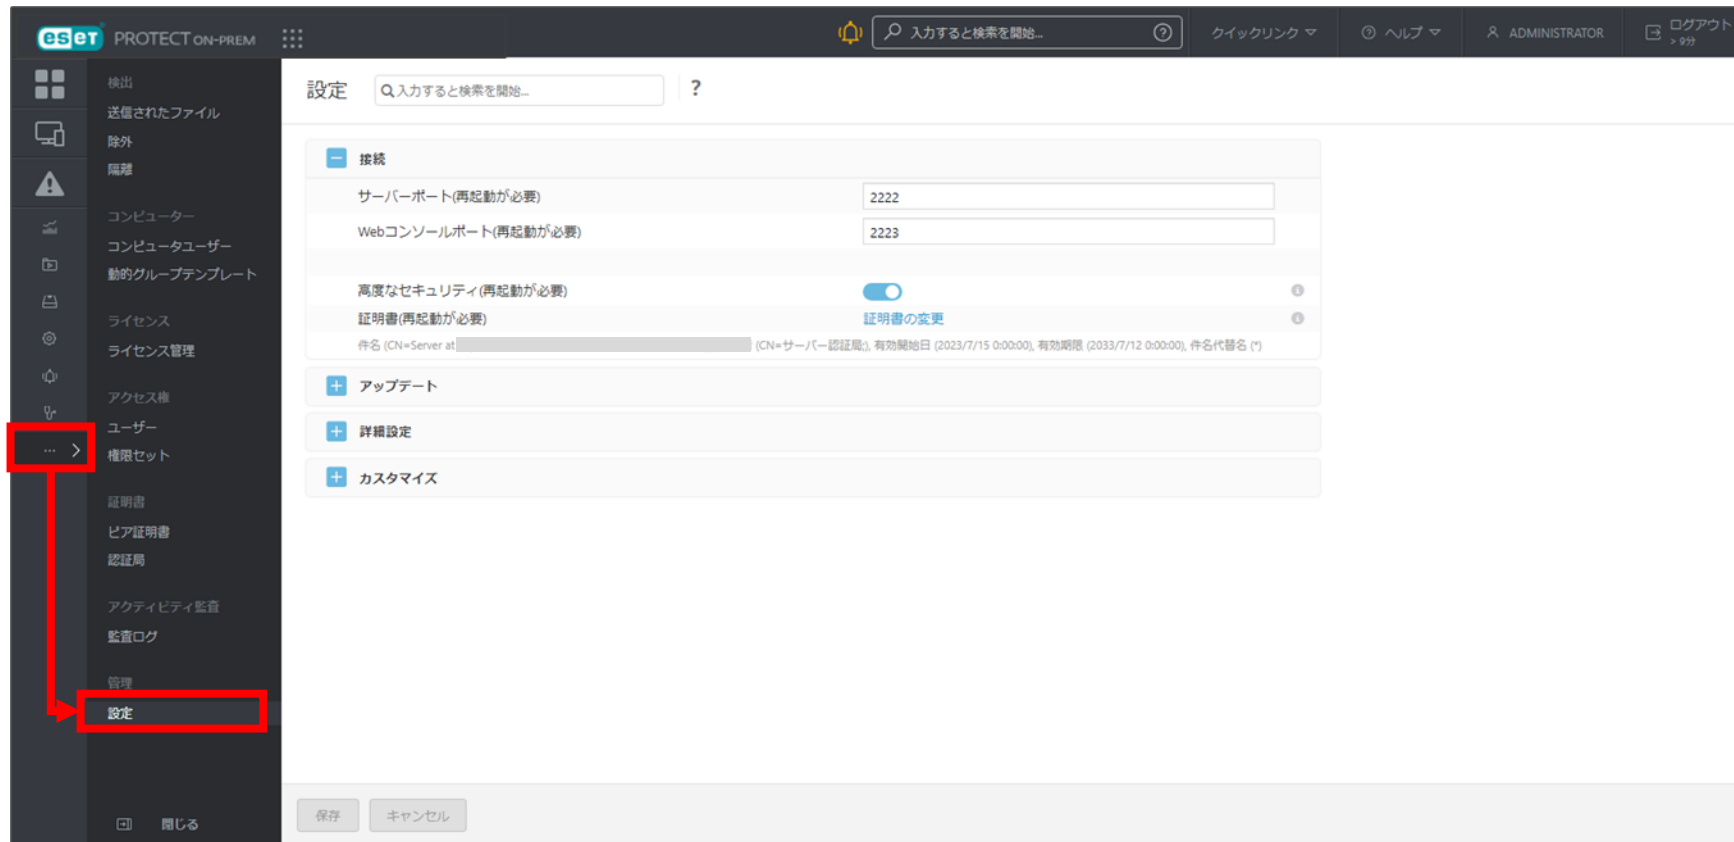 eset PROTECT ON-PREM
入力すると検索を開始...
クイックリンク
ヘルプ
ADMINISTRATOR
ログアウト
> 9分
検出
送信されたファイル
除外
隔離
コンピューター
コンピュータユーザー
動的グループテンプレート
ライセンス
ライセンス管理
アクセス権
ユーザー
権限セット
証明書
ピア証明書
認証局
アクティビティ監査
監査ログ
管理
設定
閉じる
設定
入力すると検索を開始...
?
接続
サーバーポート(再起動が必要)
2222
Webコンソールポート(再起動が必要)
2223
高度なセキュリティ(再起動が必要)
証明書(再起動が必要)
証明書の変更
件名 (CN=Server at (CN=サーバー認証局;), 有効開始日 (2023/7/15 0:00:00), 有効期限 (2033/7/12 0:00:00), 件名代替名 (*)
アップデート
詳細設定
カスタマイズ
保存
キャンセル